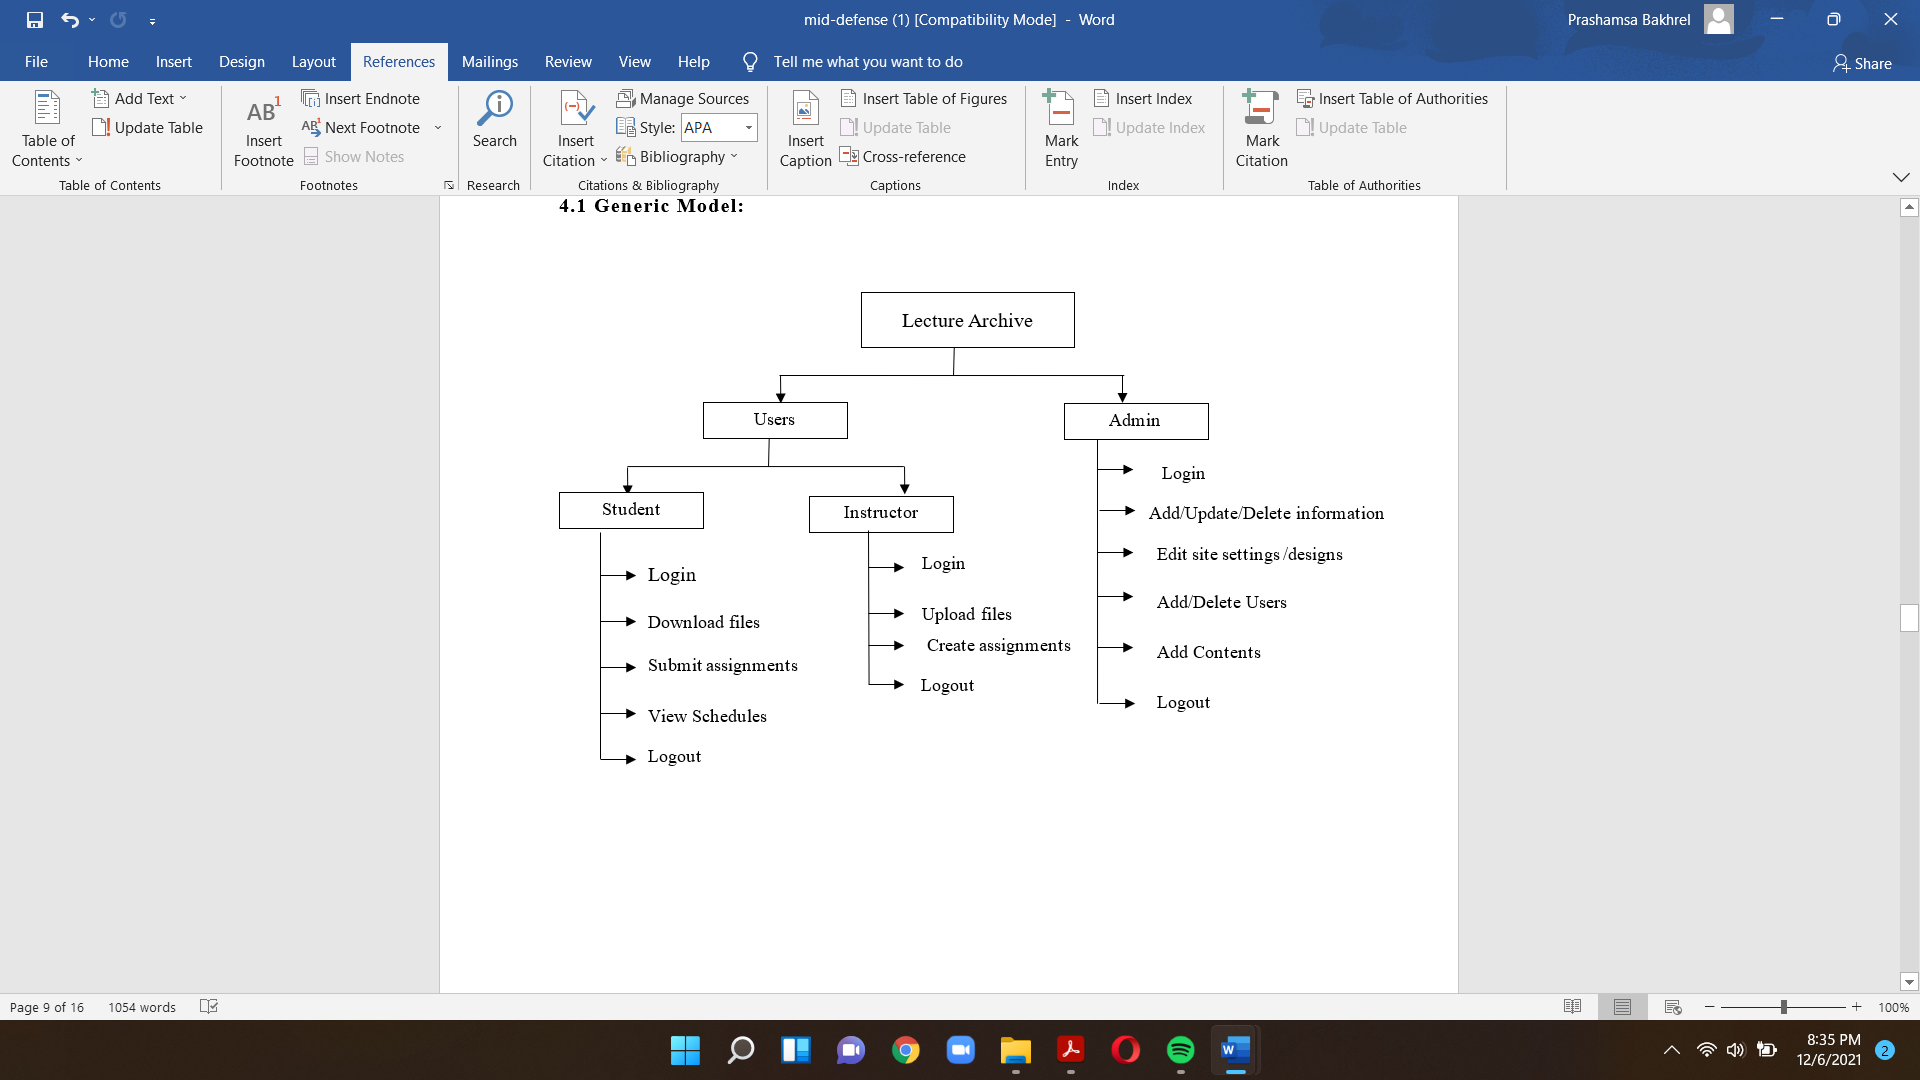 mid-defense (1) [Compatibility Mode] - Word
Prashamsa Bakhrel
File Home Insert Design Layout References Mailings Review View Help Tell me what you want to do
Share
Table of Contents
Add Text
Update Table
Table of Contents
AB1 Insert Footnote
Insert Endnote
Next Footnote
Show Notes
Footnotes
Search
Research
Insert Citation
Manage Sources
Style: APA
Bibliography
Citations & Bibliography
Insert Caption
Insert Table of Figures
Update Table
Cross-reference
Captions
Mark Entry
Insert Index
Update Index
Index
Mark Citation
Insert Table of Authorities
Update Table
Table of Authorities
4.1 Generic Model:
Lecture Archive
Users
Admin
Student
Instructor
Login
Download files
Submit assignments
View Schedules
Logout
Login
Upload files
Create assignments
Logout
Login
Add/Update/Delete information
Edit site settings /designs
Add/Delete Users
Add Contents
Logout
Page 9 of 16 1054 words
100%
8:35 PM
12/6/2021
2